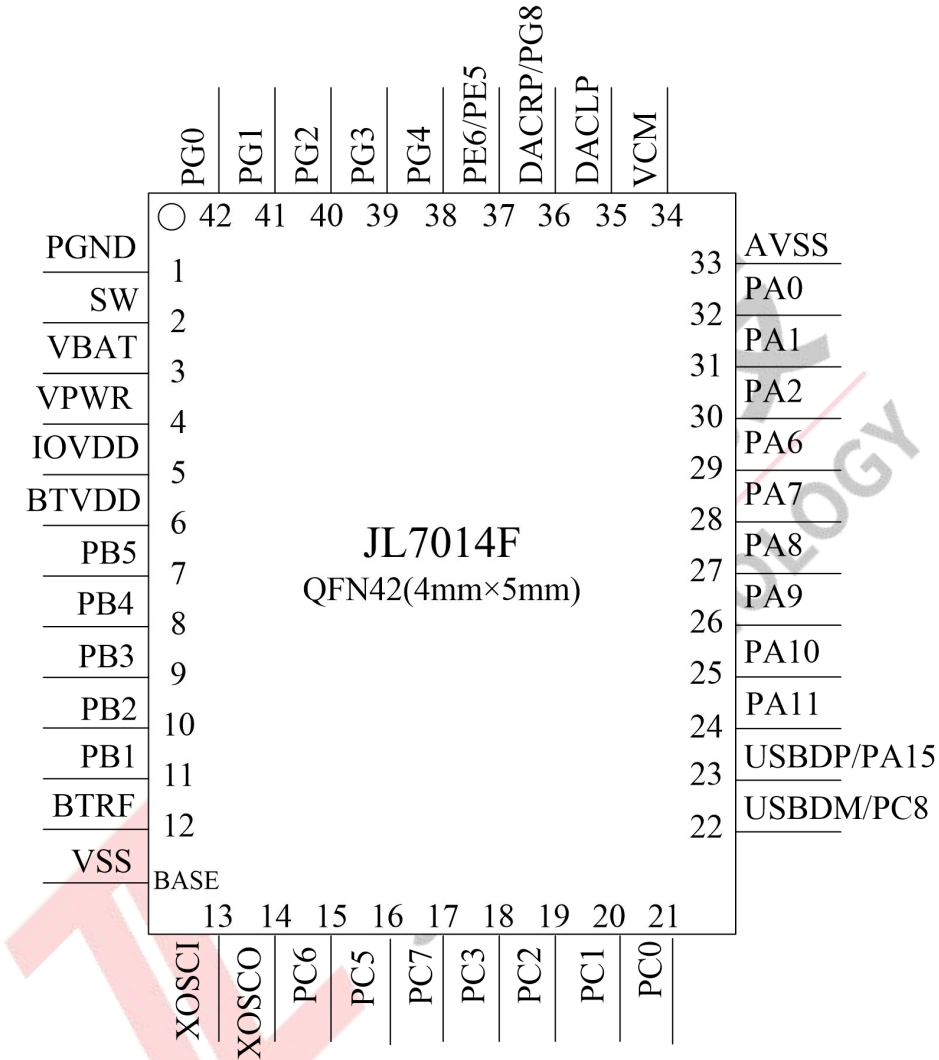 PG0
PG1
PG2
PG3
PG4
PE6/PE5
DACRP/PG8
DACLP
VCM
42 41 40 39 38 37 36 35 34
PGND 1
SW 2
VBAT 3
VPWR 4
IOVDD 5
BTVDD 6
PB5 7
PB4 8
PB3 9
PB2 10
PB1 11
BTRF 12
VSS BASE
JL7014F
QFN42(4mm×5mm)
33 AVSS
32 PA0
31 PA1
30 PA2
29 PA6
28 PA7
27 PA8
26 PA9
25 PA10
24 PA11
23 USBDP/PA15
22 USBDM/PC8
13 14 15 16 17 18 19 20 21
XOSCI
XOSCO
PC6
PC5
PC7
PC3
PC2
PC1
PC0